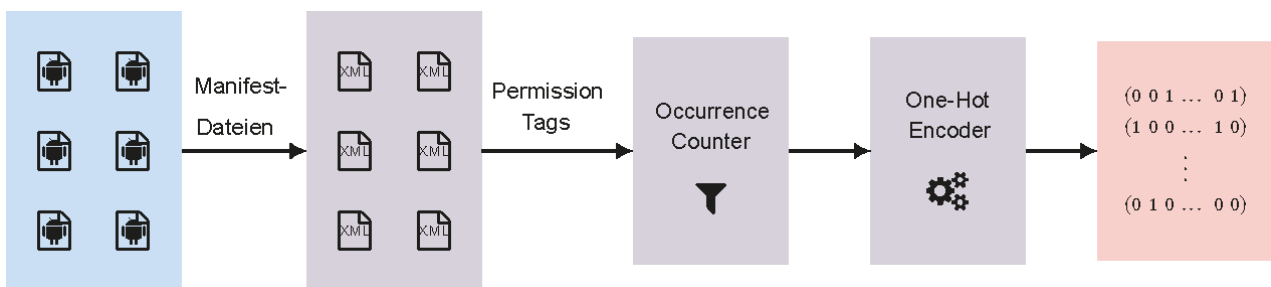 Manifest-
Dateien
XML XML
XML XML
XML XML
Permission
Tags
Occurrence
Counter
One-Hot
Encoder
(0 0 1 ... 0 1)
(1 0 0 ... 1 0)
⋮
(0 1 0 ... 0 0)